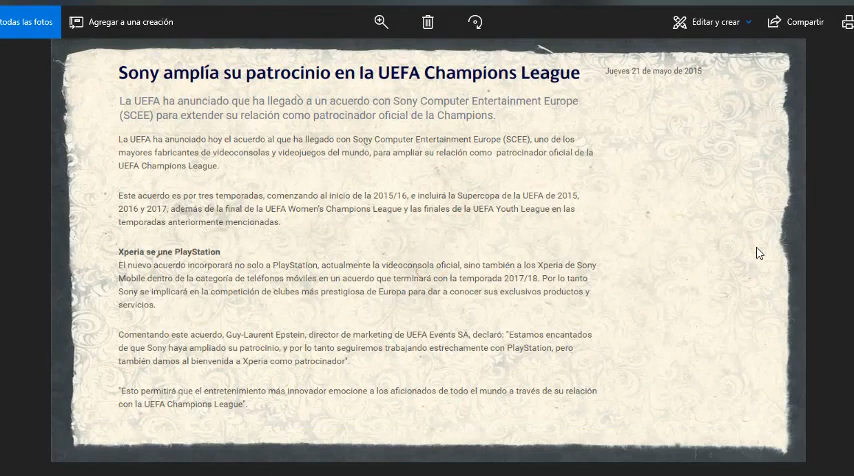 todas las fotos
Agregar a una creación
Editar y crear
Compartir
Sony amplía su patrocinio en la UEFA Champions League
Jueves 21 de mayo de 2015
La UEFA ha anunciado que ha llegado a un acuerdo con Sony Computer Entertainment Europe
(SCEE) para extender su relación como patrocinador oficial de la Champions.
La UEFA ha anunciado hoy el acuerdo al que ha llegado con Sony Computer Entertainment Europe (SCEE), uno de los
mayores fabricantes de videoconsolas y videojuegos del mundo, para ampliar su relación como patrocinador oficial de la
UEFA Champions League.
Este acuerdo es por tres temporadas, comenzando al inicio de la 2015/16, e incluirá la Supercopa de la UEFA de 2015,
2016 y 2017, además de la final de la UEFA Women's Champions League y las finales de la UEFA Youth League en las
temporadas anteriormente mencionadas.
Xperia se une PlayStation
El nuevo acuerdo incorporará no solo a PlayStation, actualmente la videoconsola oficial, sino también a los Xperia de Sony
Mobile dentro de la categoría de teléfonos móviles en un acuerdo que terminará con la temporada 2017/18. Por lo tanto
Sony se implicará en la competición de clubes más prestigiosa de Europa para dar a conocer sus exclusivos productos y
servicios.
Comentando este acuerdo, Guy-Laurent Epstein, director de marketing de UEFA Events SA, declaró: "Estamos encantados
de que Sony haya ampliado su patrocinio, y por lo tanto seguiremos trabajando estrechamente con PlayStation, pero
también damos al bienvenida a Xperia como patrocinador".
"Esto permitirá que el entretenimiento más innovador emocione a los aficionados de todo el mundo a través de su relación
con la UEFA Champions League".